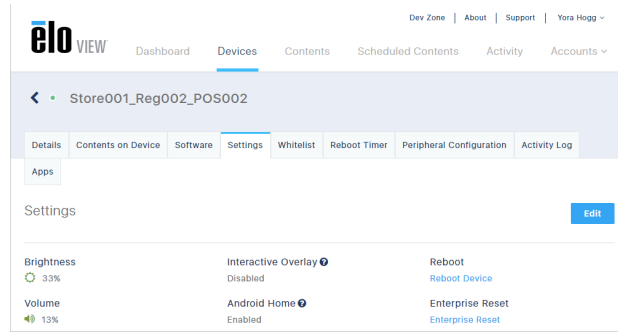 Dev Zone About Support Yora Hogg
elo VIEW Dashboard Devices Contents Scheduled Contents Activity Accounts
Store001_Reg002_POS002
Details Contents on Device Software Settings Whitelist Reboot Timer Peripheral Configuration Activity Log
Apps
Settings Edit
Brightness Interactive Overlay ? Reboot
33% Disabled Reboot Device
Volume Android Home ? Enterprise Reset
13% Enabled Enterprise Reset